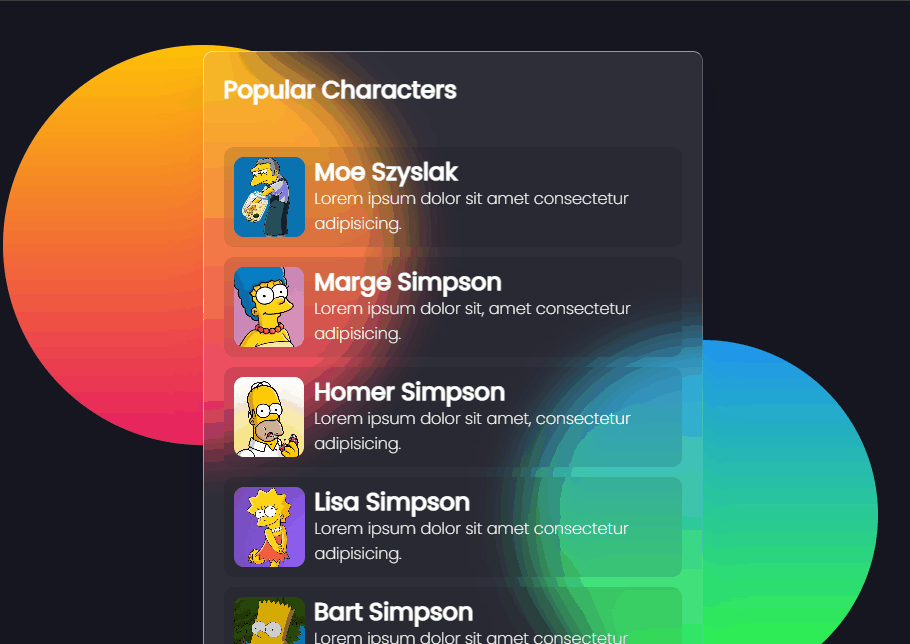 Popular Characters
Moe Szyslak
Lorem ipsum dolor sit amet consectetur
adipisicing.
Marge Simpson
Lorem ipsum dolor sit, amet consectetur
adipisicing.
Homer Simpson
Lorem ipsum dolor sit amet, consectetur
adipisicing.
Lisa Simpson
Lorem ipsum dolor sit amet consectetur
adipisicing.
Bart Simpson
Lorem ipsum dolor sit amet consectetur